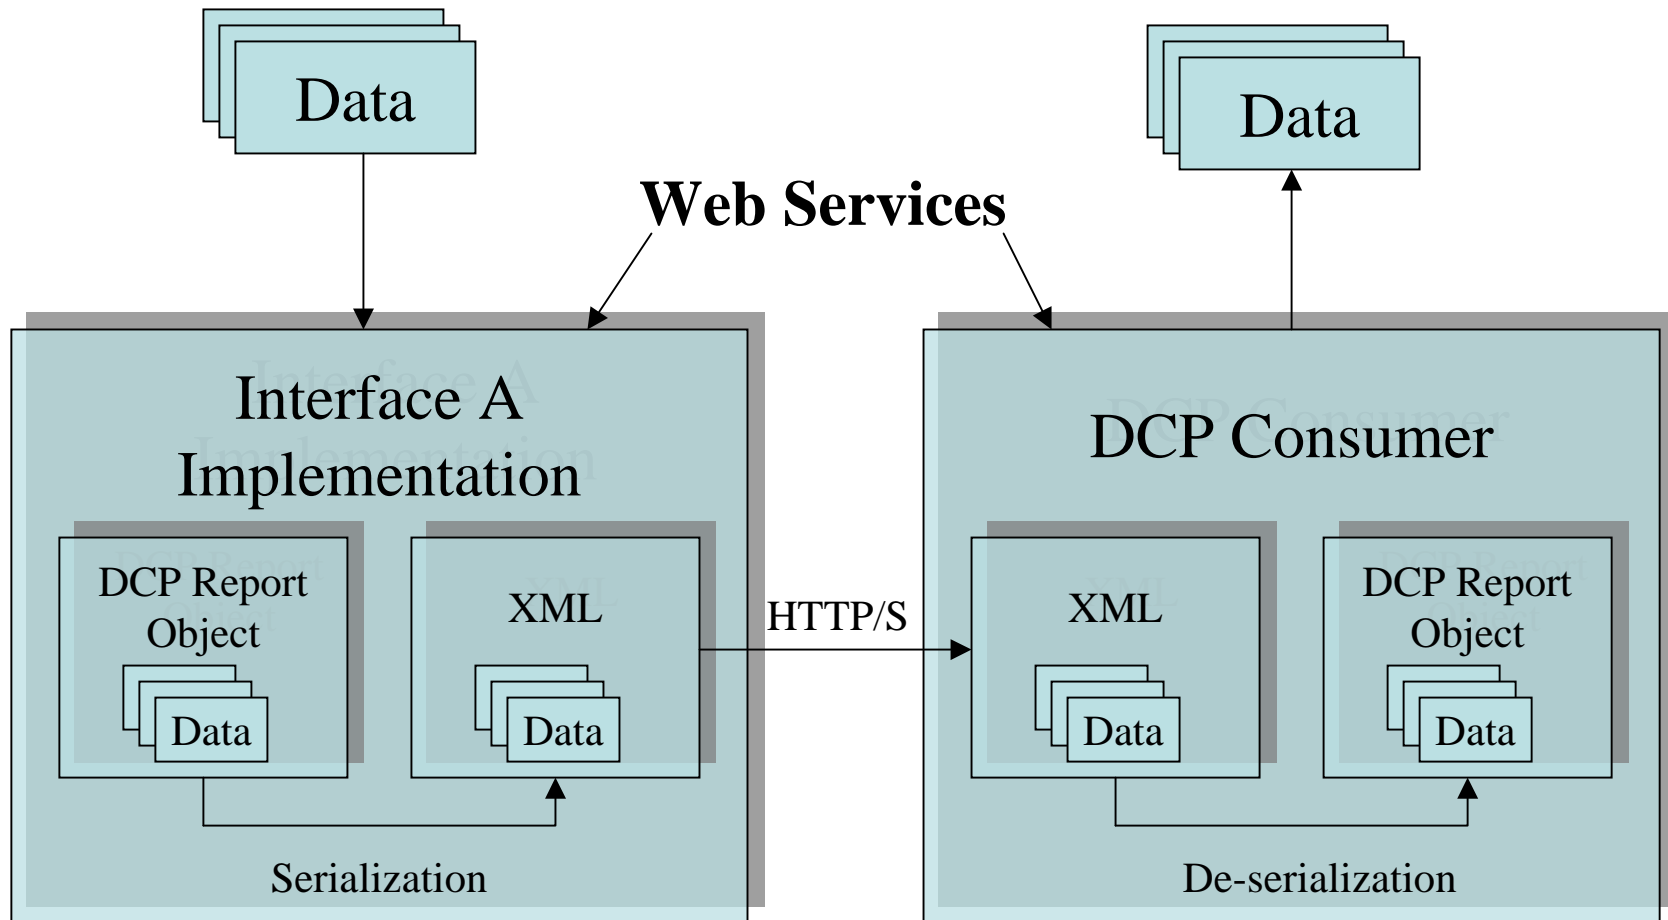 Data
Data
Web Services
Interface A
Implementation
DCP Consumer
DCP Report
Object
Data
XML
Data
HTTP/S
XML
Data
DCP Report
Object
Data
Serialization
De-serialization